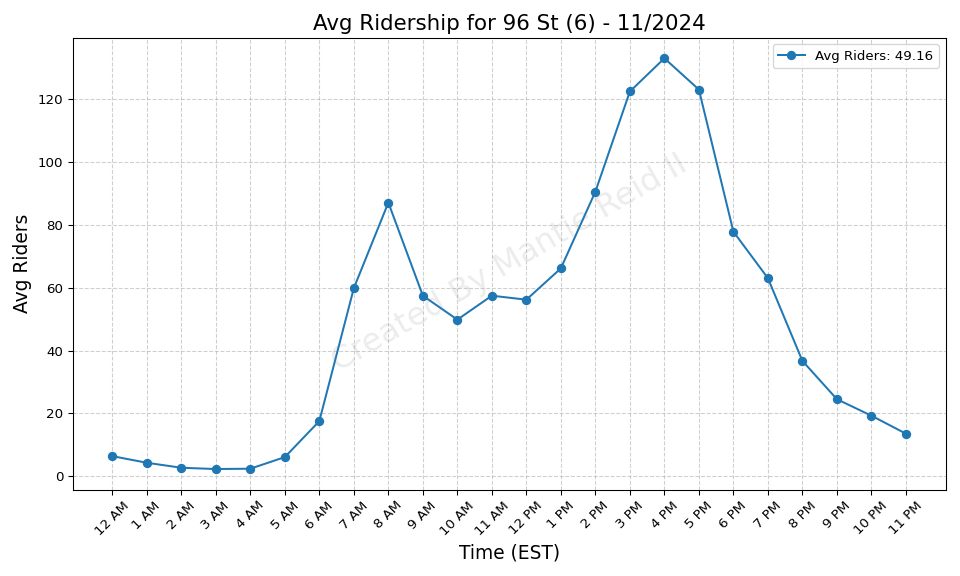 Avg Ridership for 96 St (6) - 11/2024
Avg Riders: 49.16
Avg Riders
120
100
80
60
40
20
0
Created By Mantie Reid II
12 AM
1 AM
2 AM
3 AM
4 AM
5 AM
6 AM
7 AM
8 AM
9 AM
10 AM
11 AM
12 PM
1 PM
2 PM
3 PM
4 PM
5 PM
6 PM
7 PM
8 PM
9 PM
10 PM
11 PM
Time (EST)